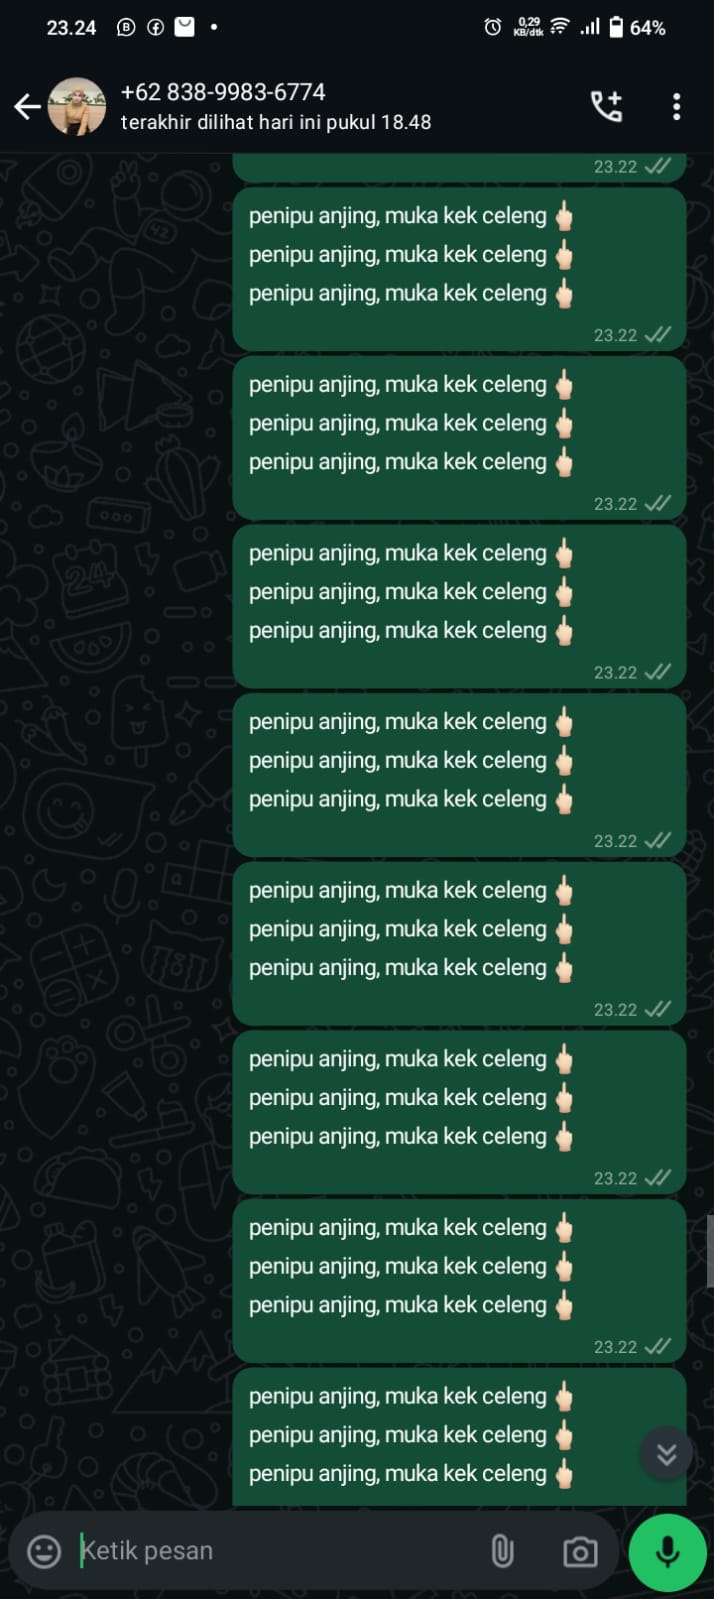 23.24
0,29
KB/dtk
64%
+62 838-9983-6774
terakhir dilihat hari ini pukul 18.48
23.22
penipu anjing, muka kek celeng 🖕🏻
penipu anjing, muka kek celeng 🖕🏻
penipu anjing, muka kek celeng 🖕🏻
23.22
penipu anjing, muka kek celeng 🖕🏻
penipu anjing, muka kek celeng 🖕🏻
penipu anjing, muka kek celeng 🖕🏻
23.22
penipu anjing, muka kek celeng 🖕🏻
penipu anjing, muka kek celeng 🖕🏻
penipu anjing, muka kek celeng 🖕🏻
23.22
penipu anjing, muka kek celeng 🖕🏻
penipu anjing, muka kek celeng 🖕🏻
penipu anjing, muka kek celeng 🖕🏻
23.22
penipu anjing, muka kek celeng 🖕🏻
penipu anjing, muka kek celeng 🖕🏻
penipu anjing, muka kek celeng 🖕🏻
23.22
penipu anjing, muka kek celeng 🖕🏻
penipu anjing, muka kek celeng 🖕🏻
penipu anjing, muka kek celeng 🖕🏻
23.22
penipu anjing, muka kek celeng 🖕🏻
penipu anjing, muka kek celeng 🖕🏻
penipu anjing, muka kek celeng 🖕🏻
23.22
penipu anjing, muka kek celeng 🖕🏻
penipu anjing, muka kek celeng 🖕🏻
penipu anjing, muka kek celeng 🖕🏻
Ketik pesan